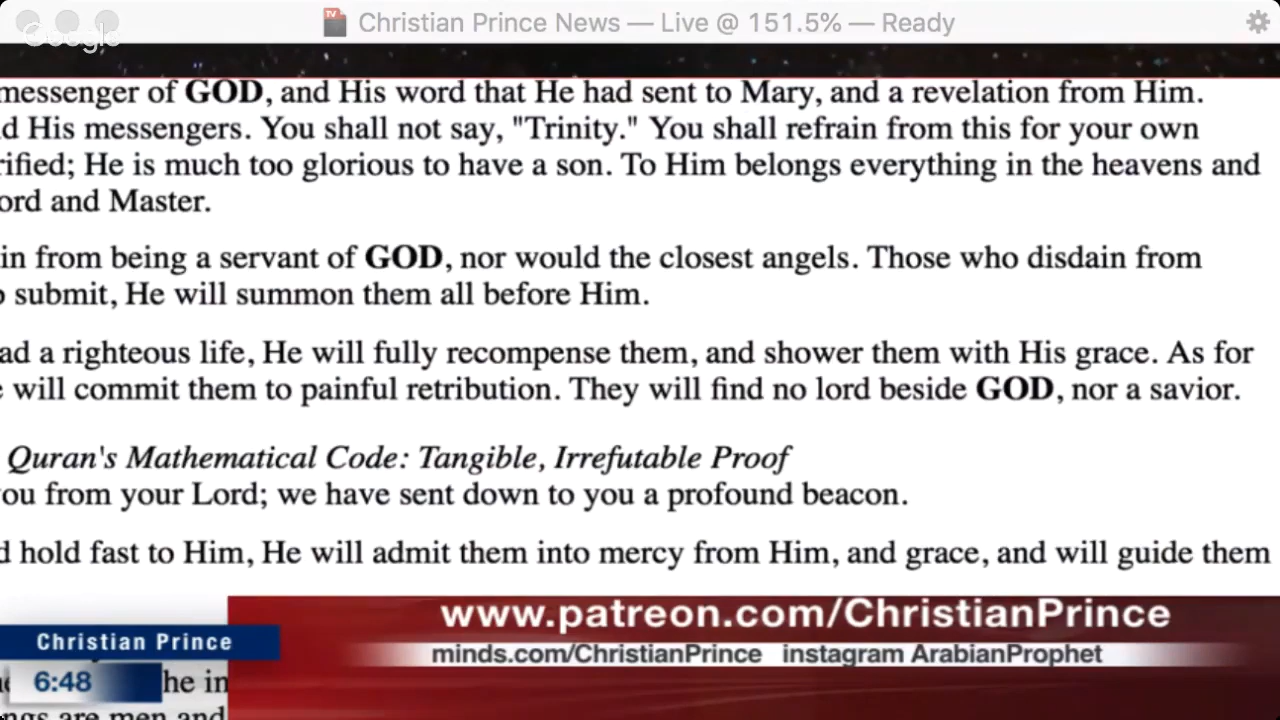 Christian Prince News — Live @ 151.5% — Ready
Google
messenger of GOD, and His word that He had sent to Mary, and a revelation from Him.
d His messengers. You shall not say, "Trinity." You shall refrain from this for your own
rified; He is much too glorious to have a son. To Him belongs everything in the heavens and
ord and Master.
in from being a servant of GOD, nor would the closest angels. Those who disdain from
submit, He will summon them all before Him.
ad a righteous life, He will fully recompense them, and shower them with His grace. As for
will commit them to painful retribution. They will find no lord beside GOD, nor a savior.
Quran's Mathematical Code: Tangible, Irrefutable Proof
you from your Lord; we have sent down to you a profound beacon.
d hold fast to Him, He will admit them into mercy from Him, and grace, and will guide them
www.patreon.com/ChristianPrince
Christian Prince
minds.com/ChristianPrince instagram ArabianProphet
6:48
he in
ngs are men and